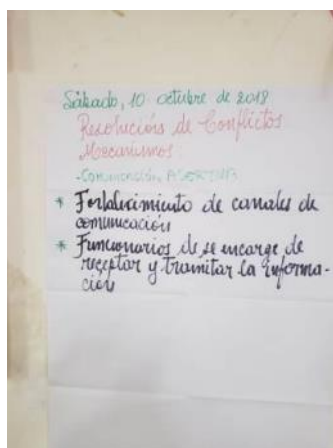 Sábado, 10 octubre de 2018
Resolución de Conflictos
Mecanismos
- Comunicación ASERTIVA
* Fortalecimiento de canales de
comunicación
* Funcionarios de se encarge de
receptar y tramitar la informa-
ción